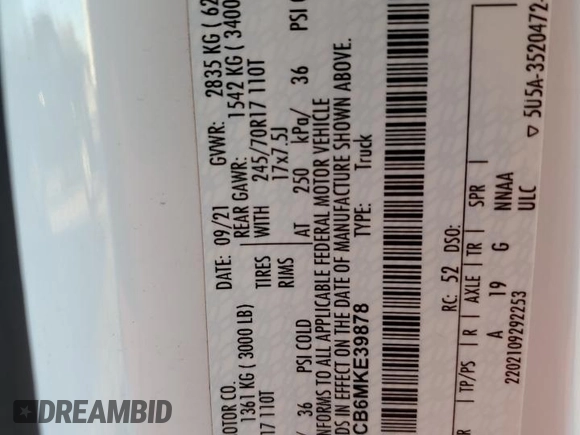 DATE: 09/21 GVWR: 2835 KG ( 62
OTOR CO. REAR GAWR: 1542 KG ( 3400
1361 KG ( 3000 LB) WITH 245/70R17 110T
17 110T TIRES 17x7.5J
RIMS
/ 36 PSI COLD AT 250 kPa/ 36 PSI C
NFORMS TO ALL APPLICABLE FEDERAL MOTOR VEHICLE
DS IN EFFECT ON THE DATE OF MANUFACTURE SHOWN ABOVE.
CB6MKE39878 TYPE: Truck
RC: 52 DSO:
TP/PS R AXLE TR SPR
A 19 G NNAA
2202109292253 ULC
▽ 5U5A-3520472-
DREAMBID